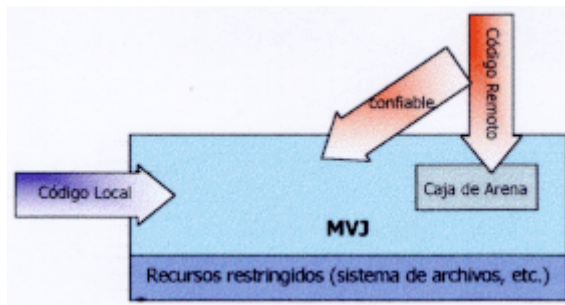 Código Remoto
confiable
Código Local
Caja de Arena
MVJ
Recursos restringidos (sistema de archivos, etc.)